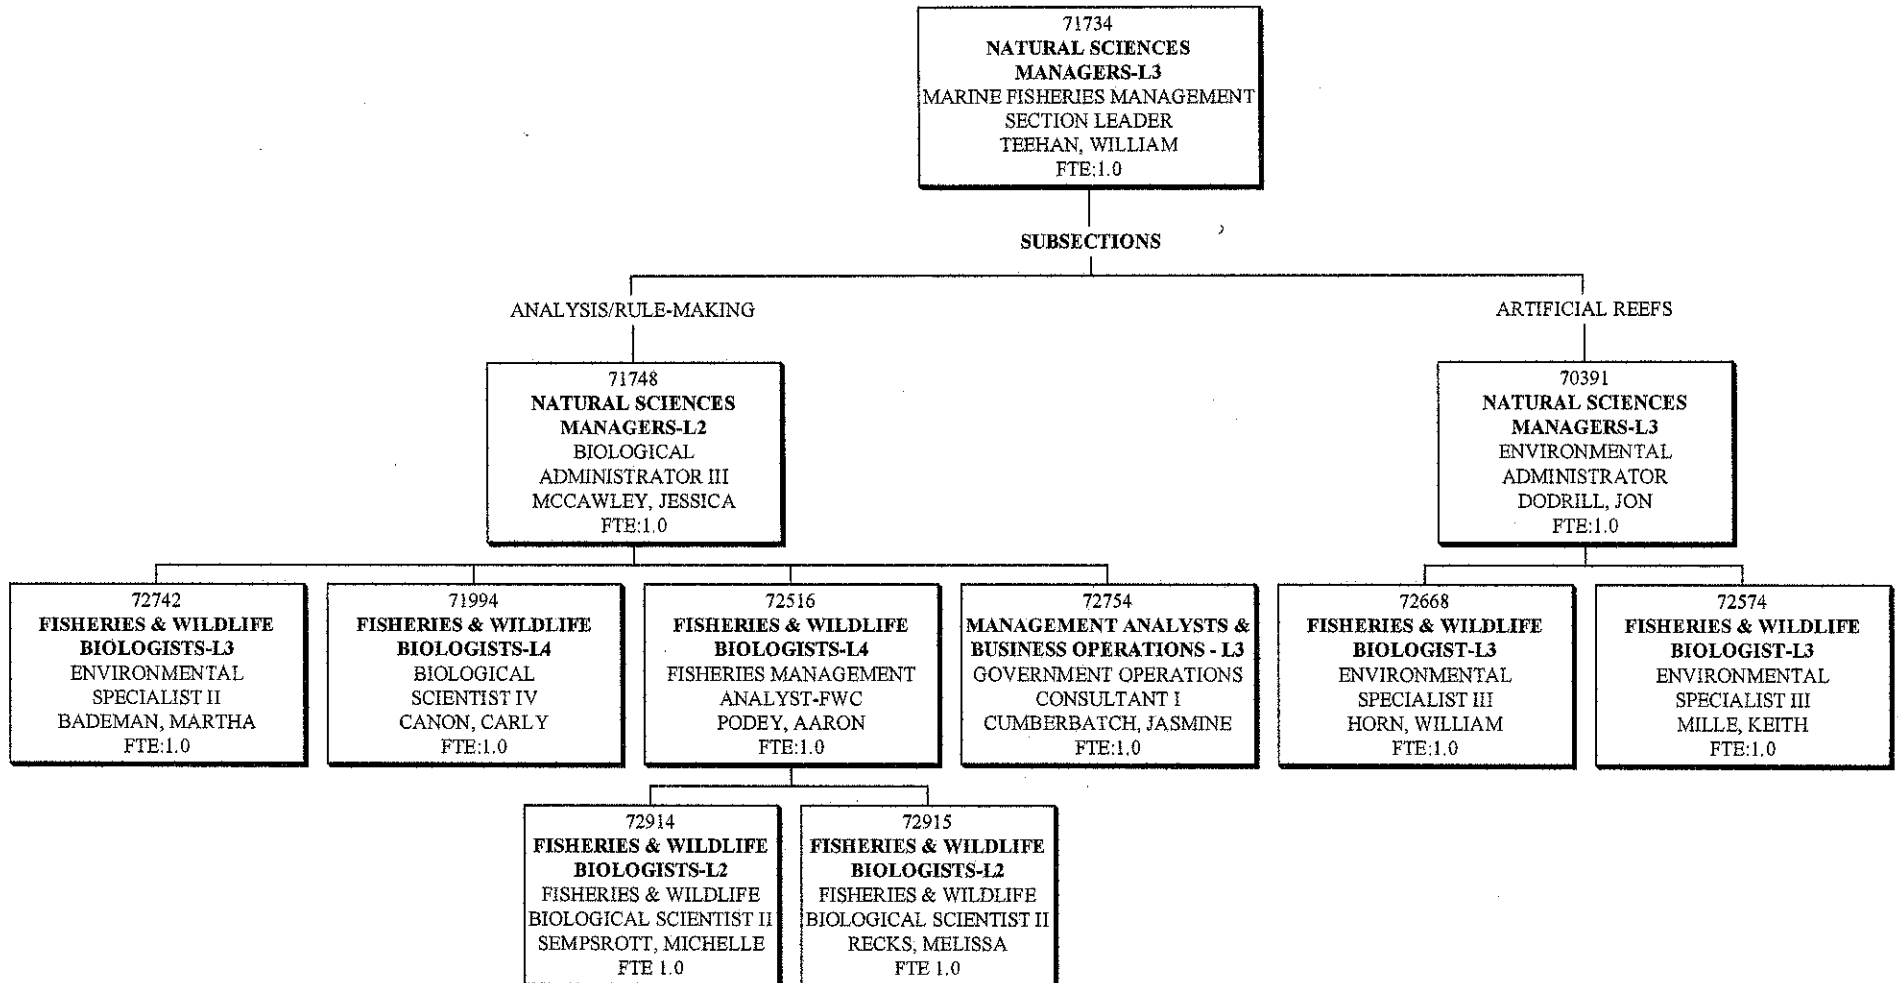 71734
NATURAL SCIENCES
MANAGERS-L3
MARINE FISHERIES MANAGEMENT
SECTION LEADER
TEEHAN, WILLIAM
FTE:1.0
SUBSECTIONS
ANALYSIS/RULE-MAKING
ARTIFICIAL REEFS
71748
NATURAL SCIENCES
MANAGERS-L2
BIOLOGICAL
ADMINISTRATOR III
MCCAWLEY, JESSICA
FTE:1.0
70391
NATURAL SCIENCES
MANAGERS-L3
ENVIRONMENTAL
ADMINISTRATOR
DODRILL, JON
FTE:1.0
72742
FISHERIES & WILDLIFE
BIOLOGISTS-L3
ENVIRONMENTAL
SPECIALIST II
BADEMAN, MARTHA
FTE:1.0
71994
FISHERIES & WILDLIFE
BIOLOGISTS-L4
BIOLOGICAL
SCIENTIST IV
CANON, CARLY
FTE:1.0
72516
FISHERIES & WILDLIFE
BIOLOGISTS-L4
FISHERIES MANAGEMENT
ANALYST-FWC
PODEY, AARON
FTE:1.0
72754
MANAGEMENT ANALYSTS &
BUSINESS OPERATIONS - L3
GOVERNMENT OPERATIONS
CONSULTANT I
CUMBERBATCH, JASMINE
FTE:1.0
72668
FISHERIES & WILDLIFE
BIOLOGIST-L3
ENVIRONMENTAL
SPECIALIST III
HORN, WILLIAM
FTE:1.0
72574
FISHERIES & WILDLIFE
BIOLOGIST-L3
ENVIRONMENTAL
SPECIALIST III
MILLE, KEITH
FTE:1.0
72914
FISHERIES & WILDLIFE
BIOLOGISTS-L2
FISHERIES & WILDLIFE
BIOLOGICAL SCIENTIST II
SEMPSROTT, MICHELLE
FTE 1.0
72915
FISHERIES & WILDLIFE
BIOLOGISTS-L2
FISHERIES & WILDLIFE
BIOLOGICAL SCIENTIST II
RECKS, MELISSA
FTE 1.0